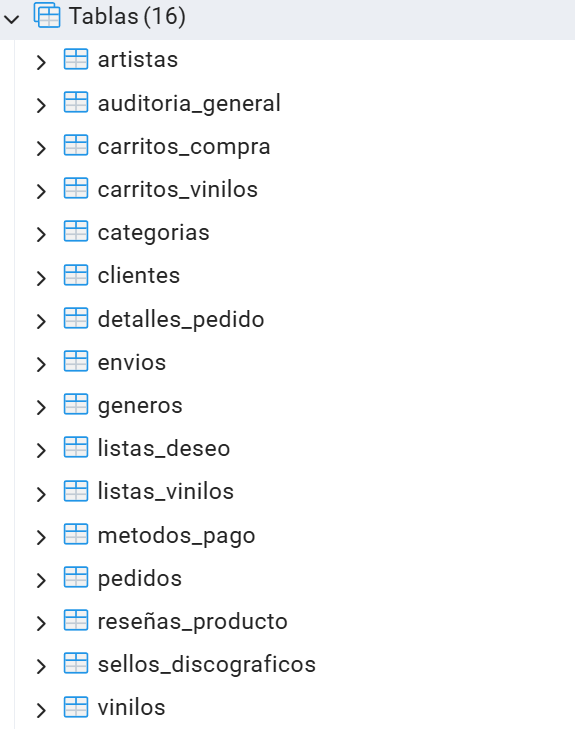 Tablas (16)
artistas
auditoria_general
carritos_compra
carritos_vinilos
categorias
clientes
detalles_pedido
envios
generos
listas_deseo
listas_vinilos
metodos_pago
pedidos
reseñas_producto
sellos_discograficos
vinilos